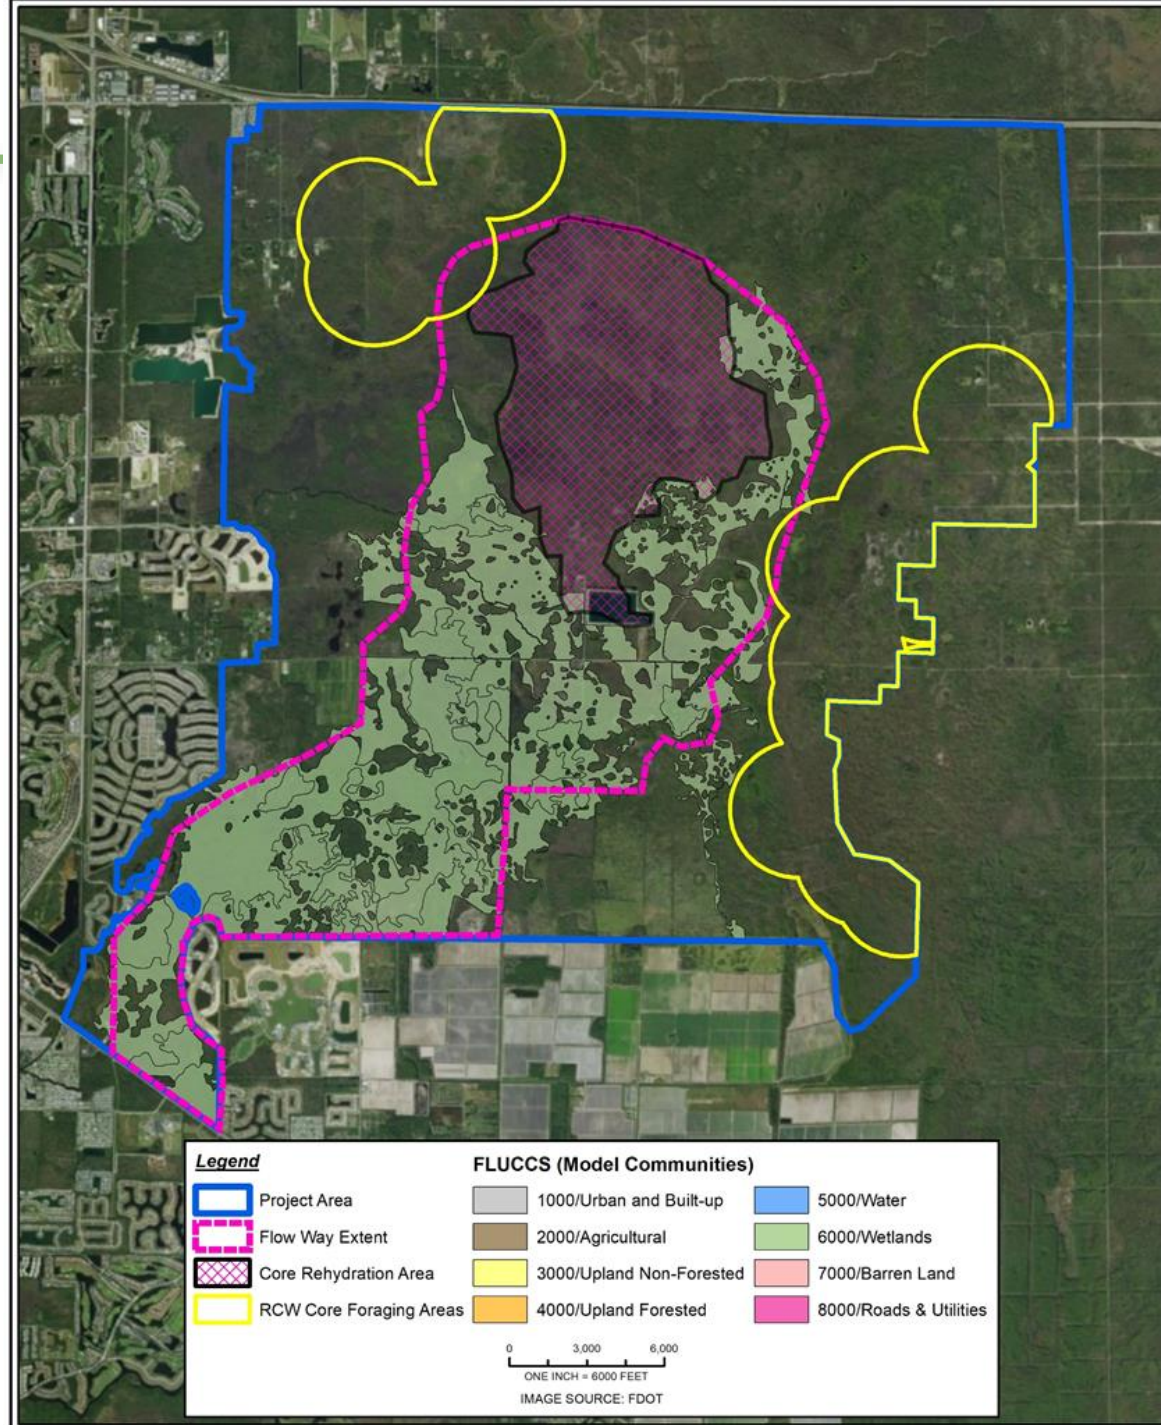 Legend
FLUCCS (Model Communities)
Project Area
1000/Urban and Built-up
5000/Water
Flow Way Extent
2000/Agricultural
6000/Wetlands
Core Rehydration Area
3000/Upland Non-Forested
7000/Barren Land
RCW Core Foraging Areas
4000/Upland Forested
8000/Roads & Utilities
0 3,000 6,000
ONE INCH = 6000 FEET
IMAGE SOURCE: FDOT